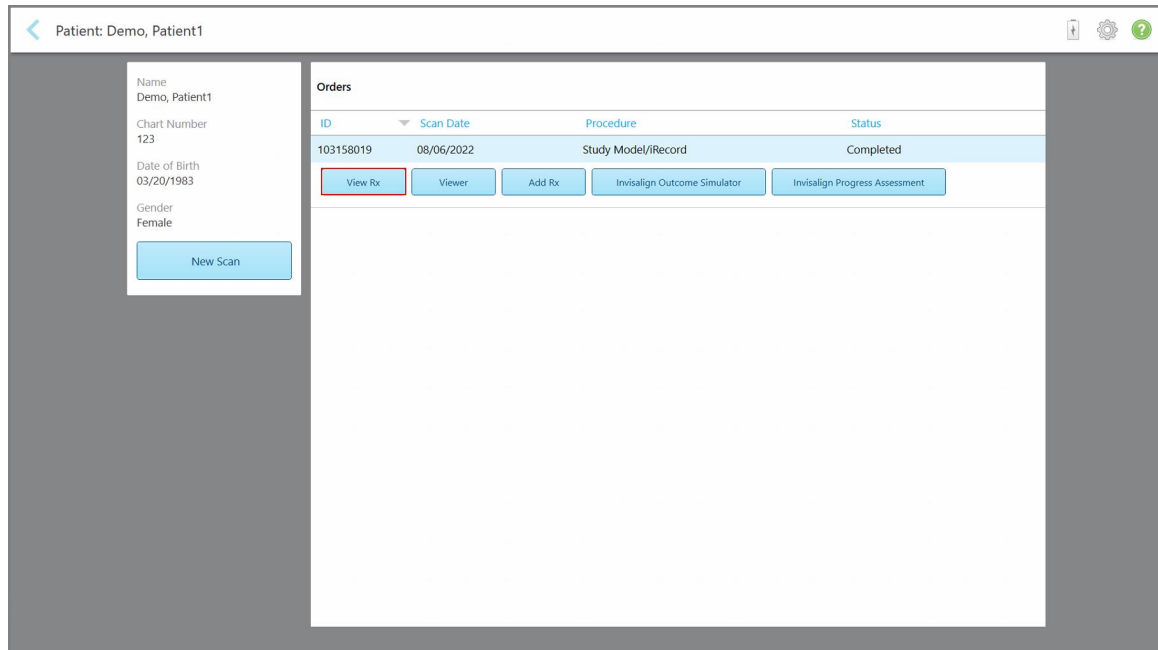 Patient: Demo, Patient1
Name
Demo, Patient1
Chart Number
123
Date of Birth
03/20/1983
Gender
Female
New Scan
Orders
ID Scan Date Procedure Status
103158019 08/06/2022 Study Model/iRecord Completed
View Rx Viewer Add Rx Invisalign Outcome Simulator Invisalign Progress Assessment
?